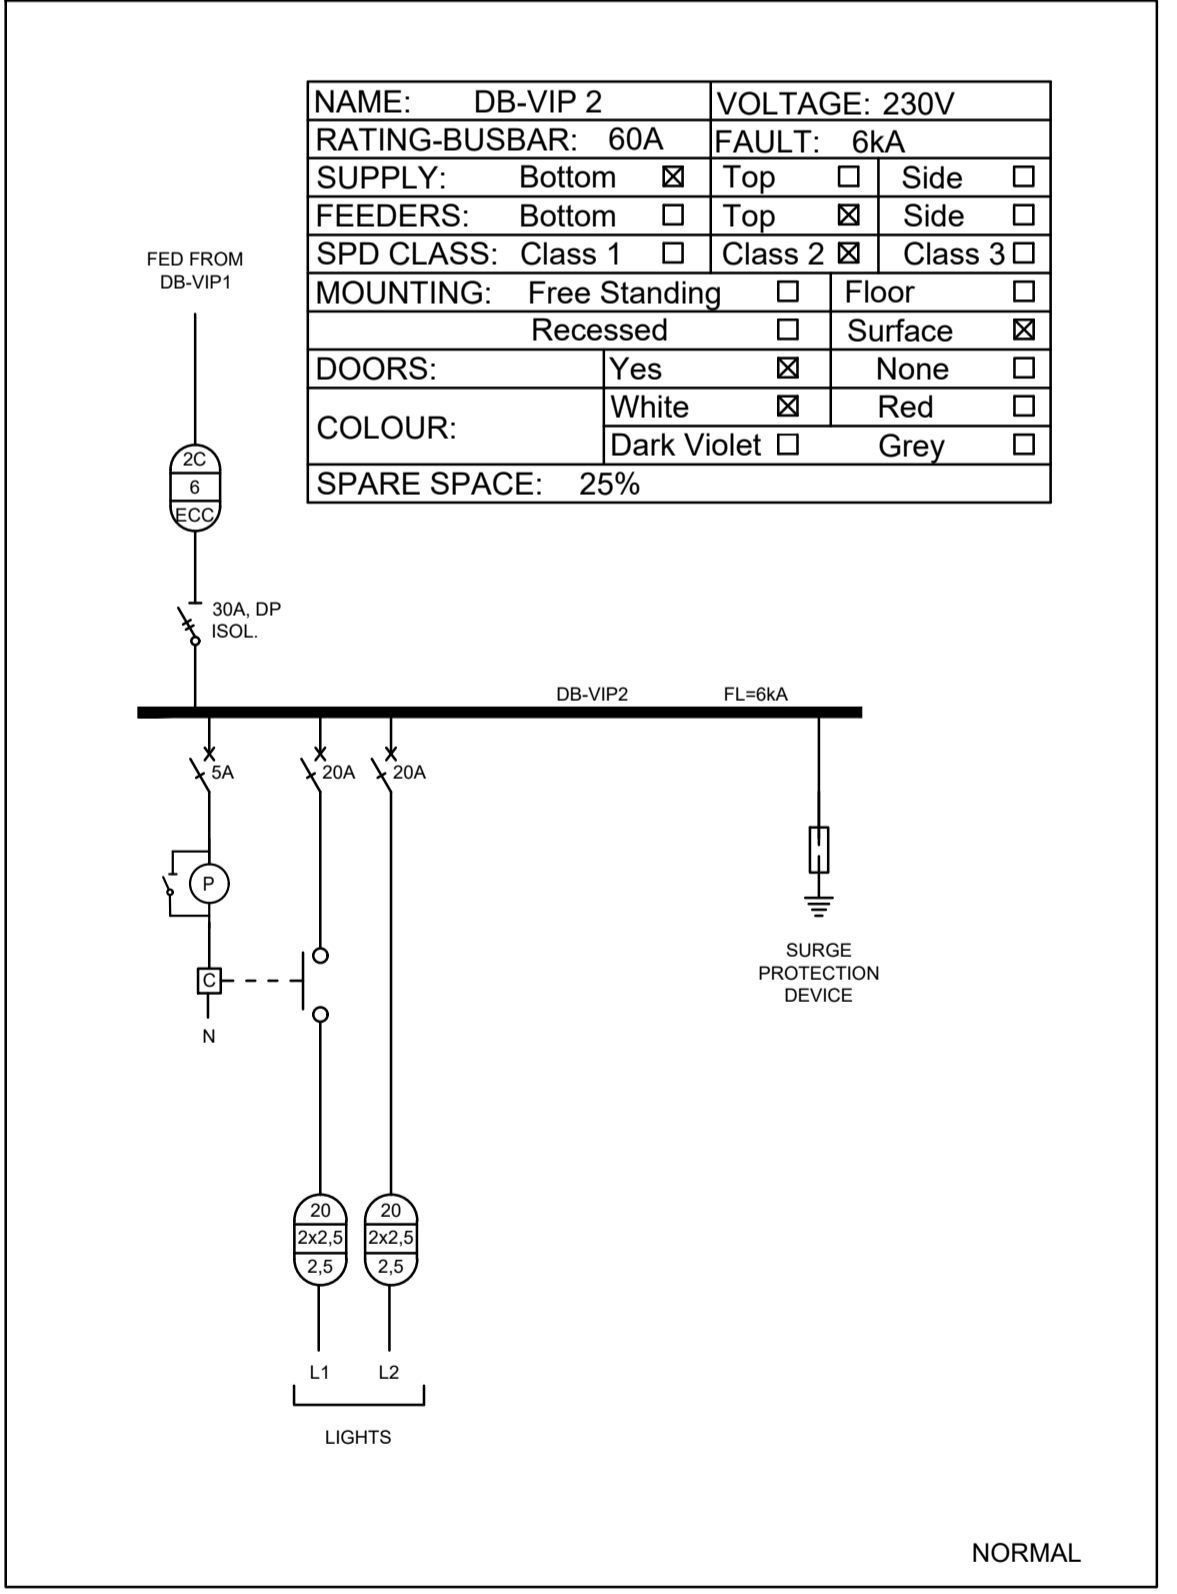 NAME: DB-VIP 2 VOLTAGE: 230V
RATING-BUSBAR: 60A FAULT: 6kA
SUPPLY: Bottom ☒ Top ☐ Side ☐
FEEDERS: Bottom ☐ Top ☒ Side ☐
SPD CLASS: Class 1 ☐ Class 2 ☒ Class 3 ☐
MOUNTING: Free Standing ☐ Floor ☐
Recessed ☐ Surface ☒
DOORS: Yes ☒ None ☐
COLOUR: White ☒ Red ☐
Dark Violet ☐ Grey ☐
SPARE SPACE: 25%
FED FROM
DB-VIP1
2C
6
ECC
30A, DP
ISOL.
DB-VIP2 FL=6kA
5A 20A 20A
P
C
N
SURGE
PROTECTION
DEVICE
20 20
2x2,5 2x2,5
2,5 2,5
L1 L2
LIGHTS
NORMAL